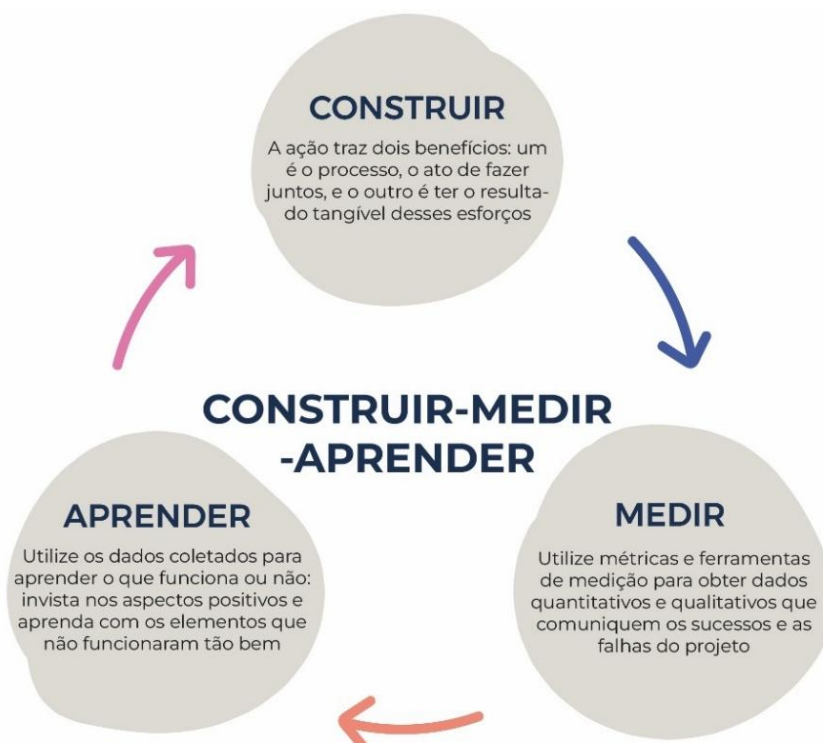 CONSTRUIR
A ação traz dois benefícios: um
é o processo, o ato de fazer
juntos, e o outro é ter o resulta-
do tangível desses esforços
CONSTRUIR-MEDIR
-APRENDER
APRENDER
Utilize os dados coletados para
aprender o que funciona ou não:
invista nos aspectos positivos e
aprenda com os elementos que
não funcionaram tão bem
MEDIR
Utilize métricas e ferramentas
de medição para obter dados
quantitativos e qualitativos que
comuniquem os sucessos e as
falhas do projeto